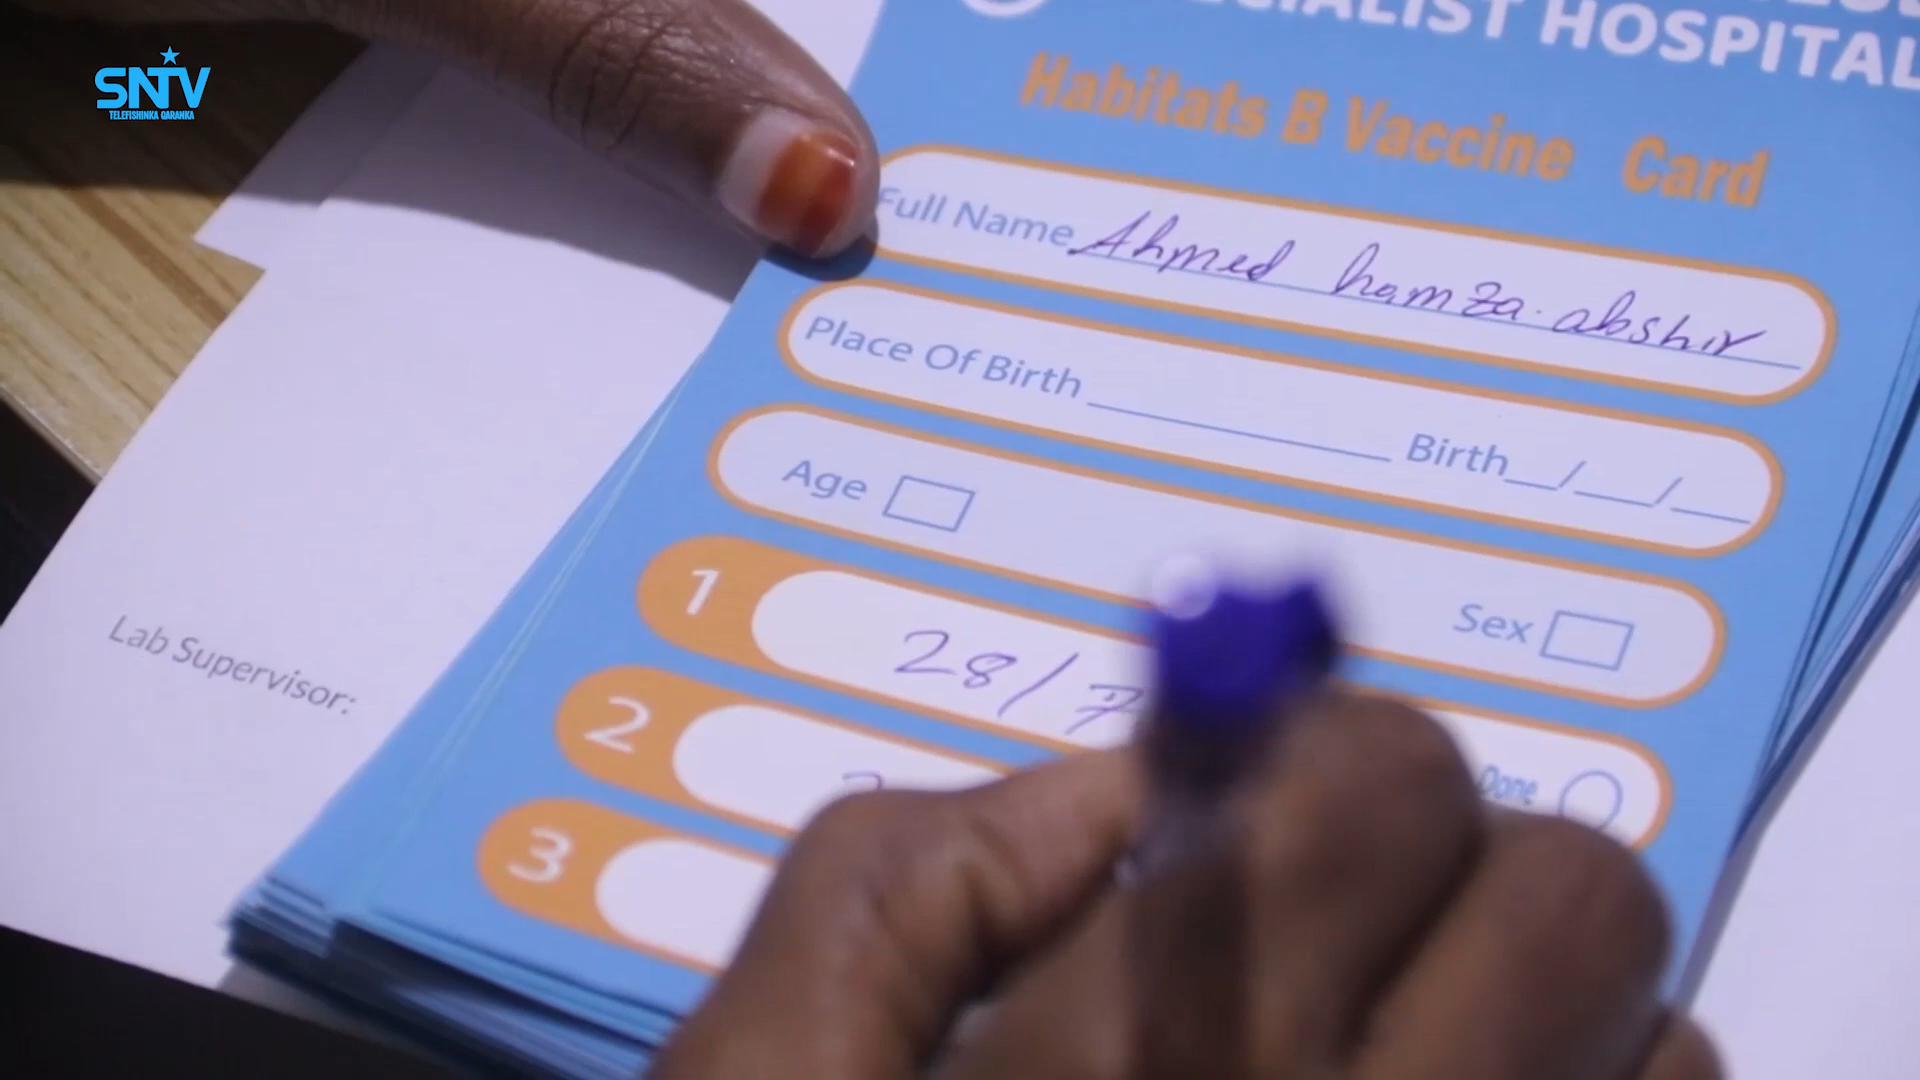 SNTV
TELEFISHINKA QARANKA
SPECIALIST HOSPITAL
Habitats B Vaccine Card
Full Name Ahmed hamza.abshir
Place Of Birth Birth
Age
Sex
1 28/7
Done
2
3
Lab Supervisor: